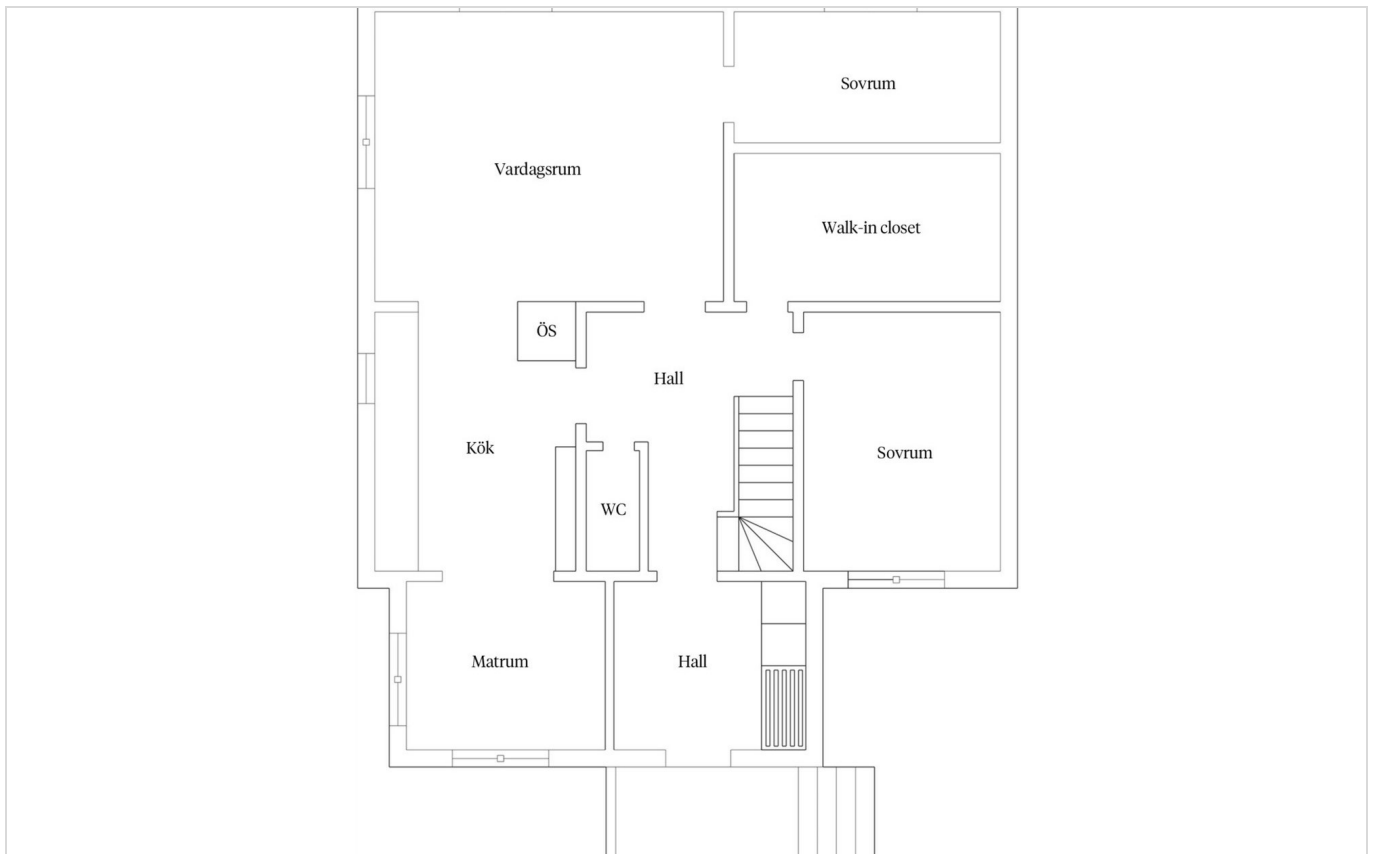 Sovrum
Vardagsrum
Walk-in closet
ÖS
Hall
Kök
Sovrum
WC
Matrum
Hall